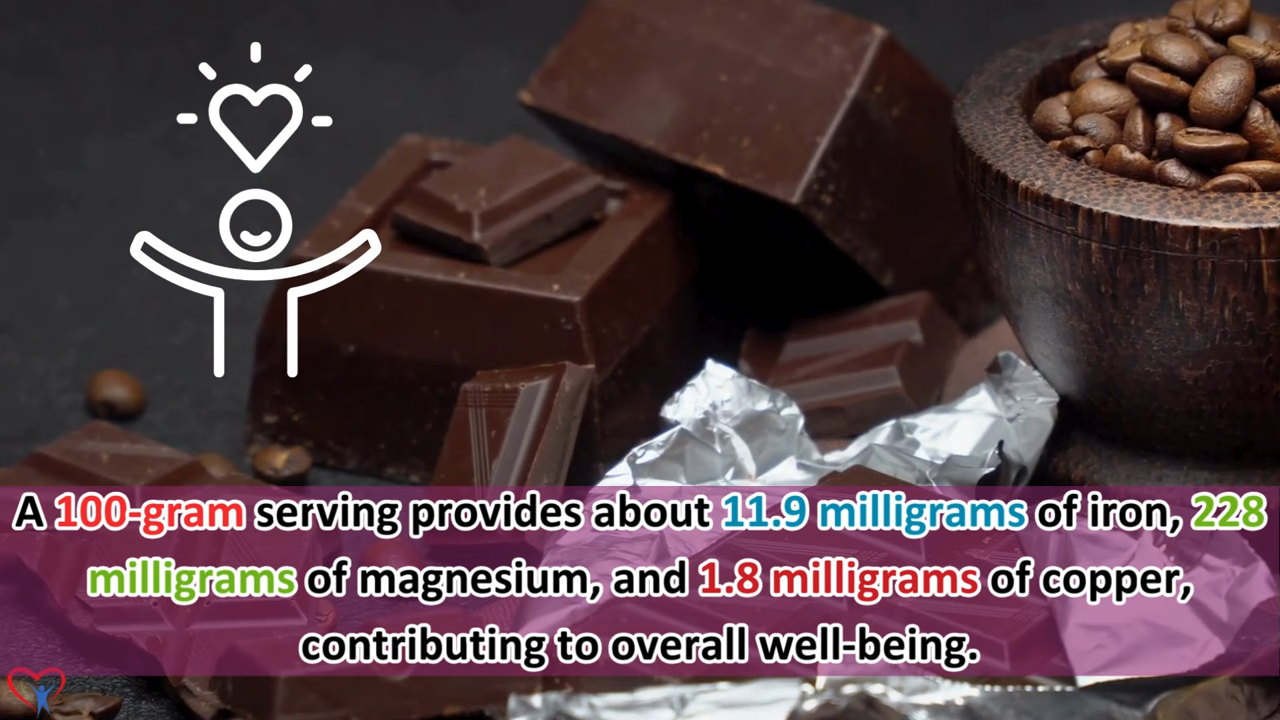 A 100-gram serving provides about 11.9 milligrams of iron, 228
milligrams of magnesium, and 1.8 milligrams of copper,
contributing to overall well-being.